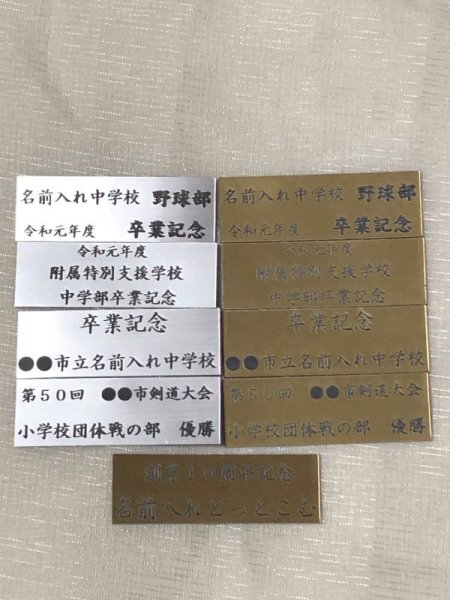 名前入れ中学校 野球部
令和元年度 卒業記念
名前入れ中学校 野球部
令和元年度 卒業記念
令和元年度
附属特別支援学校
中学部卒業記念
令和元年度
附属特別支援学校
中学部卒業記念
卒業記念
●●市立名前入れ中学校
卒業記念
●●市立名前入れ中学校
第50回 ●●市剣道大会
小学校団体戦の部 優勝
第50回 ●●市剣道大会
小学校団体戦の部 優勝
創業10周年記念
名前入れどっとこむ